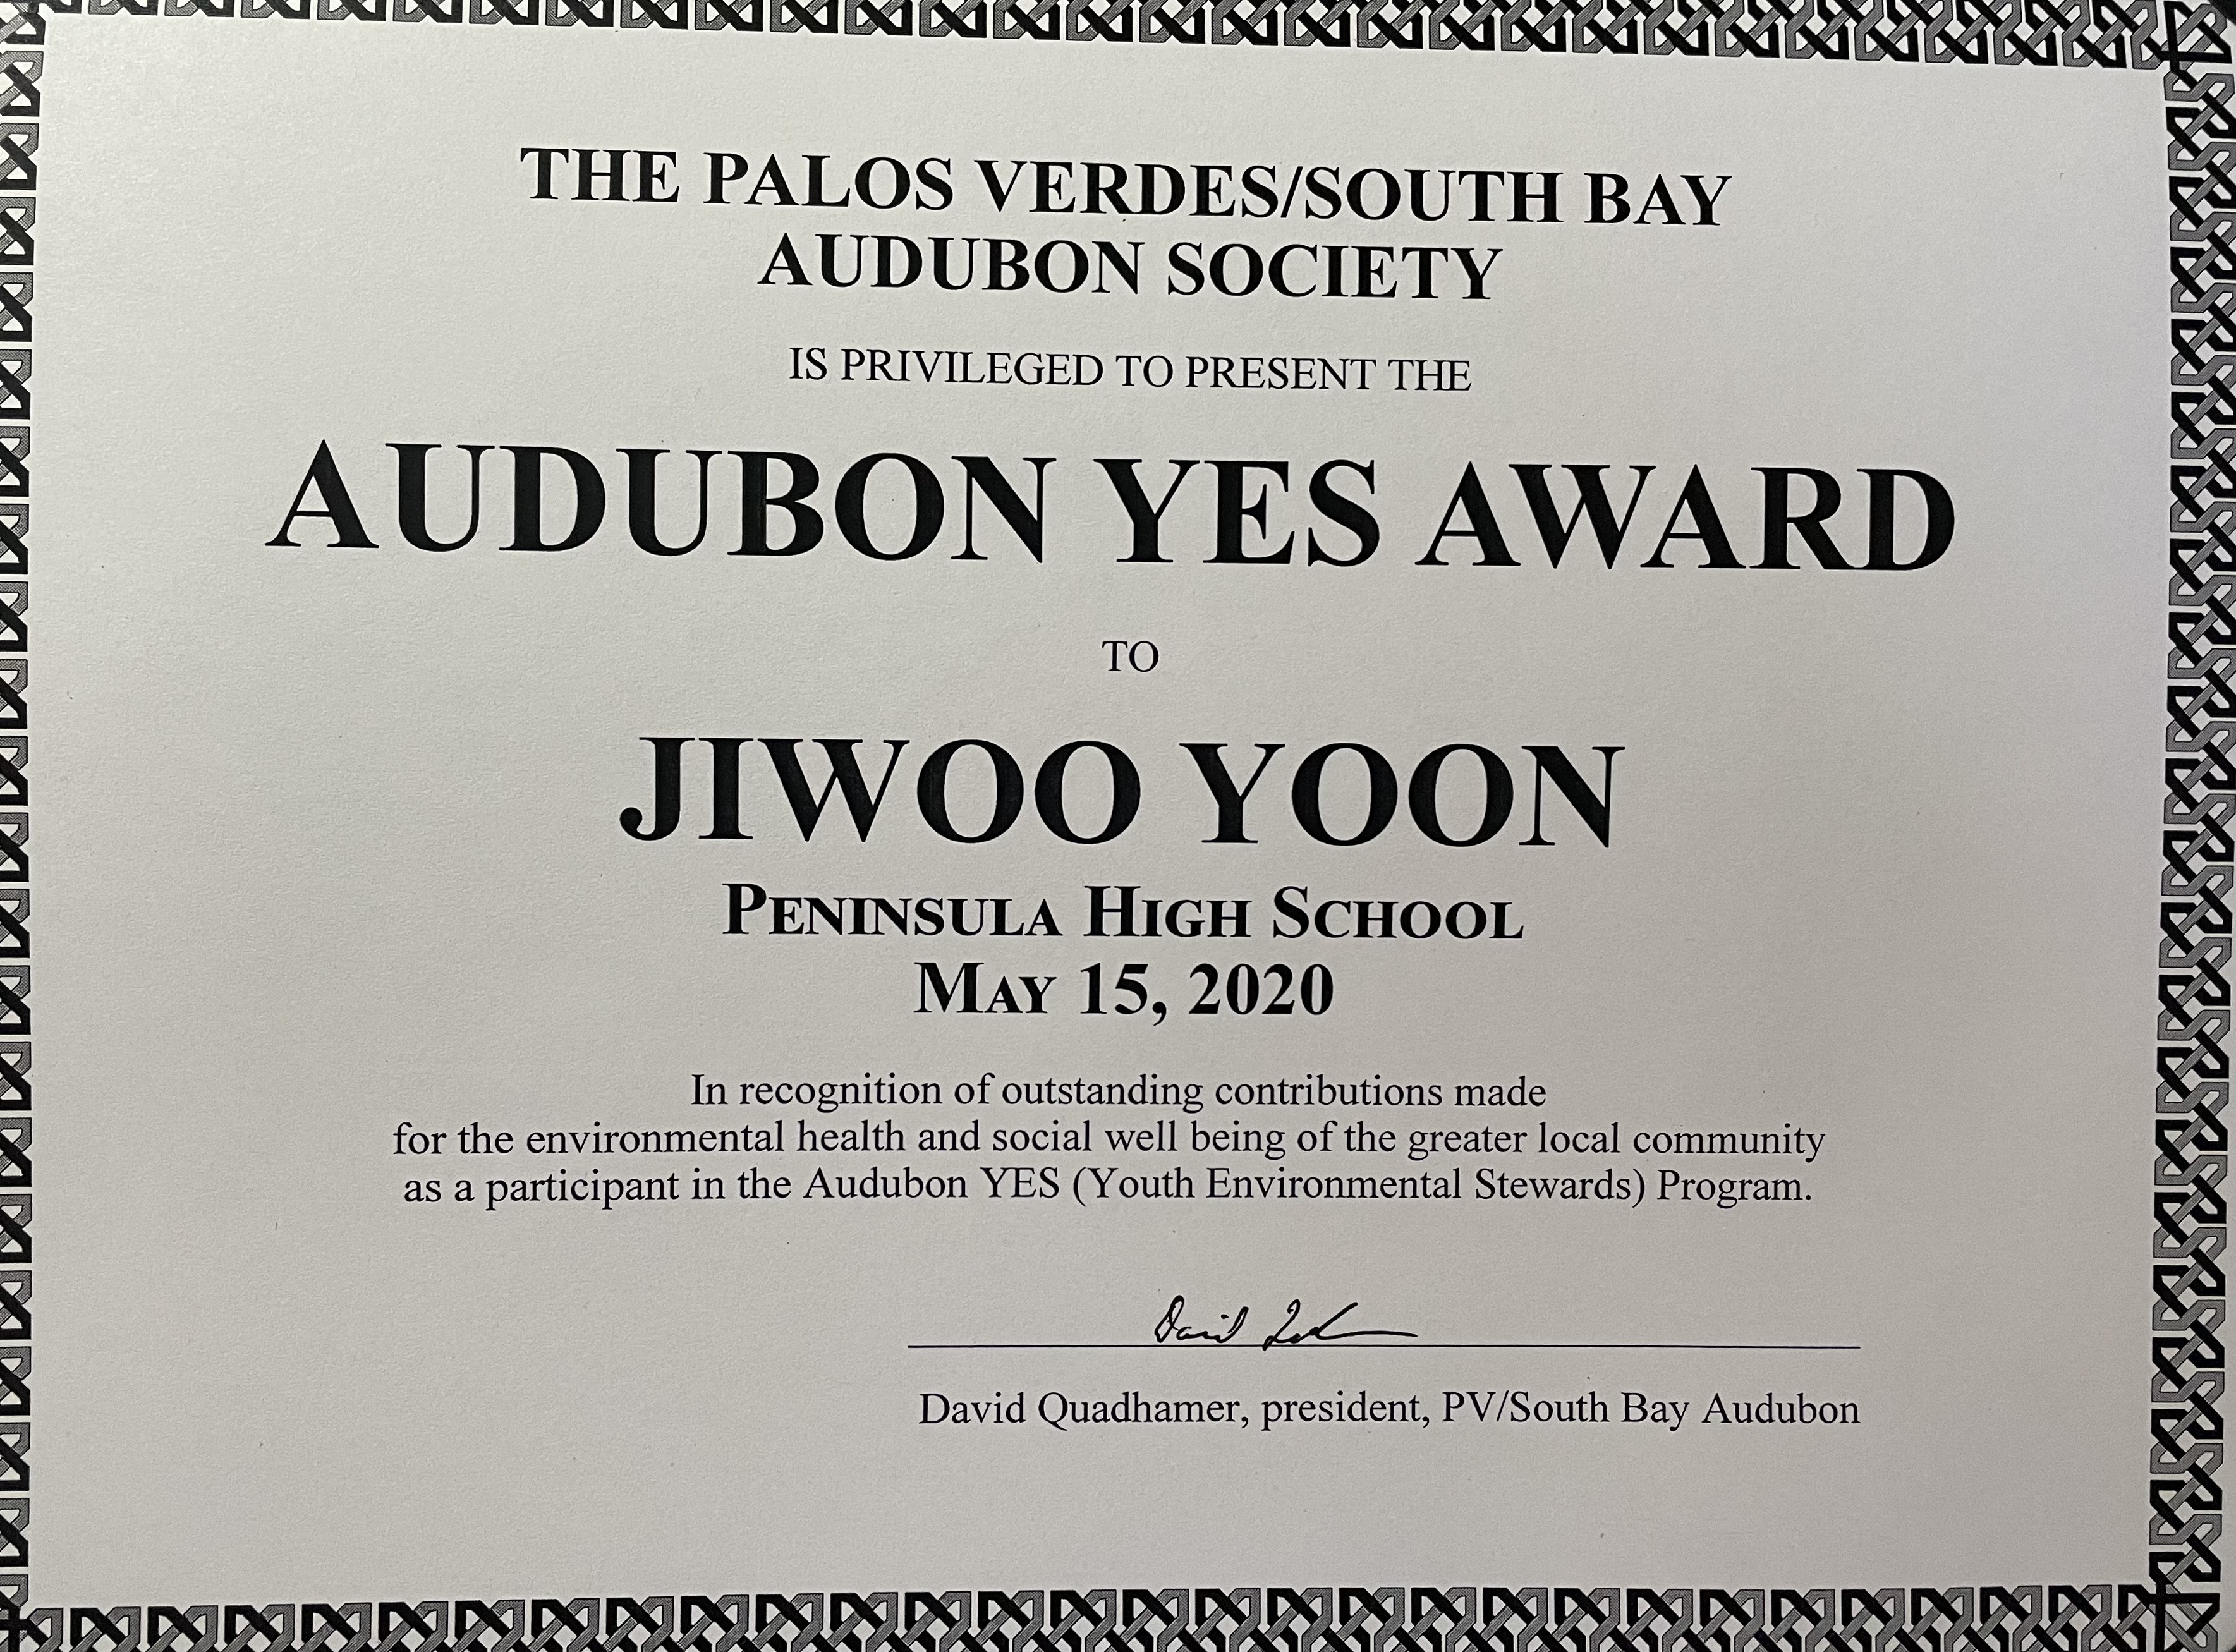 THE PALOS VERDES/SOUTH BAY
AUDUBON SOCIETY
IS PRIVILEGED TO PRESENT THE
AUDUBON YES AWARD
TO
JIWOO YOON
PENINSULA HIGH SCHOOL
MAY 15, 2020
In recognition of outstanding contributions made
for the environmental health and social well being of the greater local community
as a participant in the Audubon YES (Youth Environmental Stewards) Program.
David
David Quadhamer, president, PV/South Bay Audubon